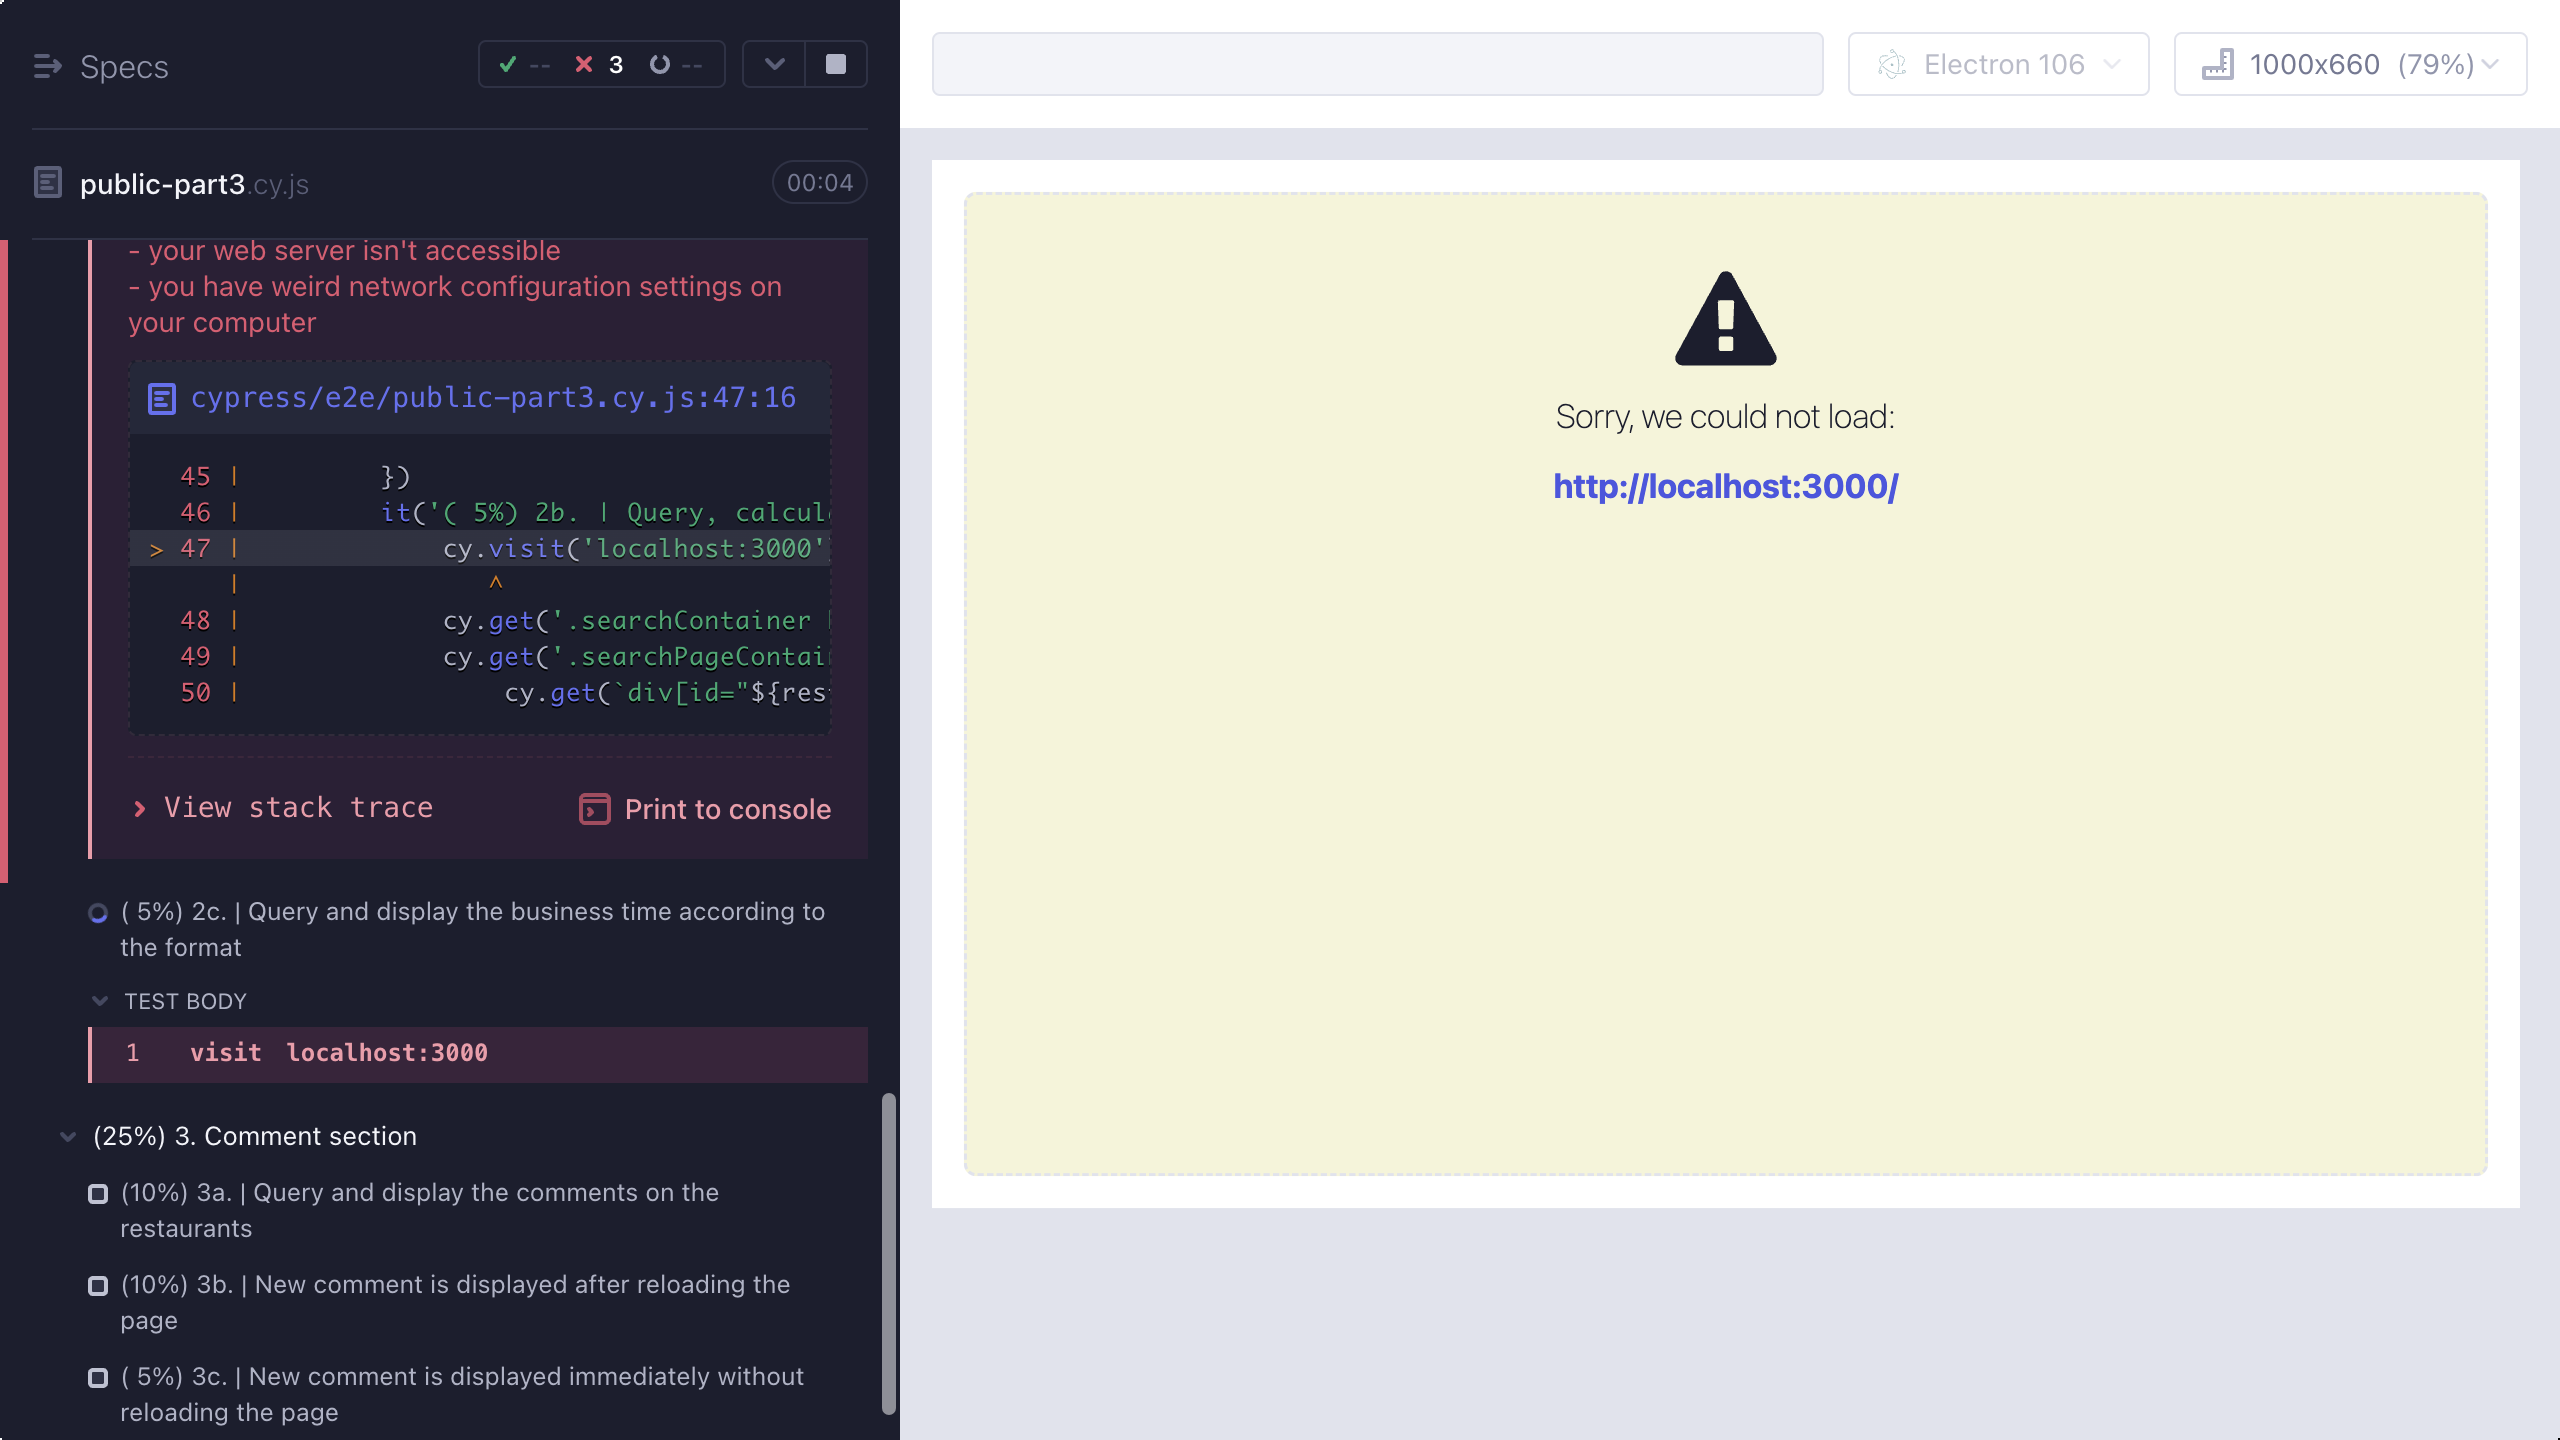 Specs
-- 3 --
public-part3.cy.js
00:04
- your web server isn't accessible
- you have weird network configuration settings on
your computer
cypress/e2e/public-part3.cy.js:47:16
45 | })
46 | it('( 5%) 2b. | Query, calcul
> 47 | cy.visit('localhost:3000'
| ^
48 | cy.get('.searchContainer
49 | cy.get('.searchPageContai
50 | cy.get(`div[id="${res
View stack trace
Print to console
( 5%) 2c. | Query and display the business time according to
the format
TEST BODY
1 visit localhost:3000
(25%) 3. Comment section
(10%) 3a. | Query and display the comments on the
restaurants
(10%) 3b. | New comment is displayed after reloading the
page
( 5%) 3c. | New comment is displayed immediately without
reloading the page
Electron 106
1000x660 (79%)
Sorry, we could not load:
http://localhost:3000/